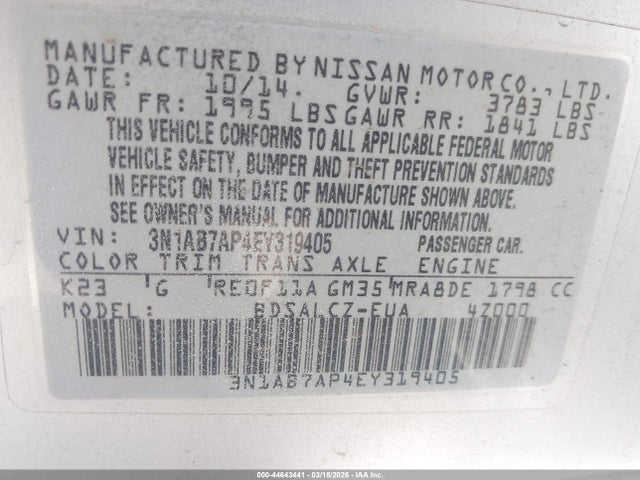 MANUFACTURED BY NISSAN MOTOR CO., LTD.
DATE: 10/14. GVWR: 3783 LBS
GAWR FR: 1995 LBS GAWR RR: 1841 LBS
THIS VEHICLE CONFORMS TO ALL APPLICABLE FEDERAL MOTOR
VEHICLE SAFETY, BUMPER AND THEFT PREVENTION STANDARDS
IN EFFECT ON THE DATE OF MANUFACTURE SHOWN ABOVE.
SEE OWNER'S MANUAL FOR ADDITIONAL INFORMATION.
VIN: 3N1AB7AP4EY319405 PASSENGER CAR.
COLOR TRIM TRANS AXLE ENGINE
K23 G RE0F11A GM35 MRA8DE 1798 CC
MODEL: BDSALCZ-EUA 4Z000
3N1AB7AP4EY319405
000-44643441 | 03/18/2026 | IAAI.COM